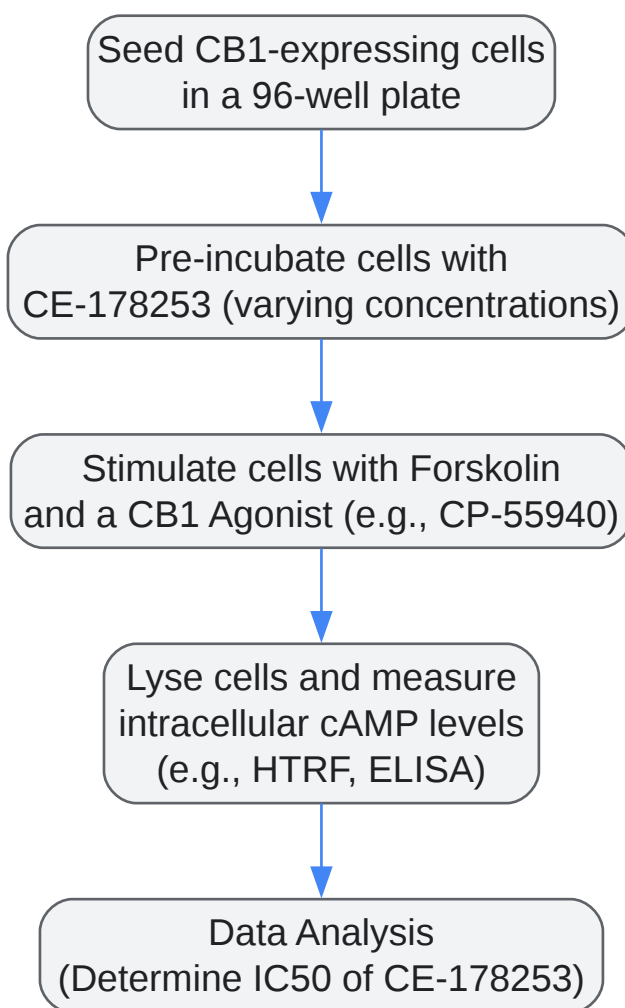 Seed CB1-expressing cells
in a 96-well plate
Pre-incubate cells with
CE-178253 (varying concentrations)
Stimulate cells with Forskolin
and a CB1 Agonist (e.g., CP-55940)
Lyse cells and measure
intracellular cAMP levels
(e.g., HTRF, ELISA)
Data Analysis
(Determine IC50 of CE-178253)